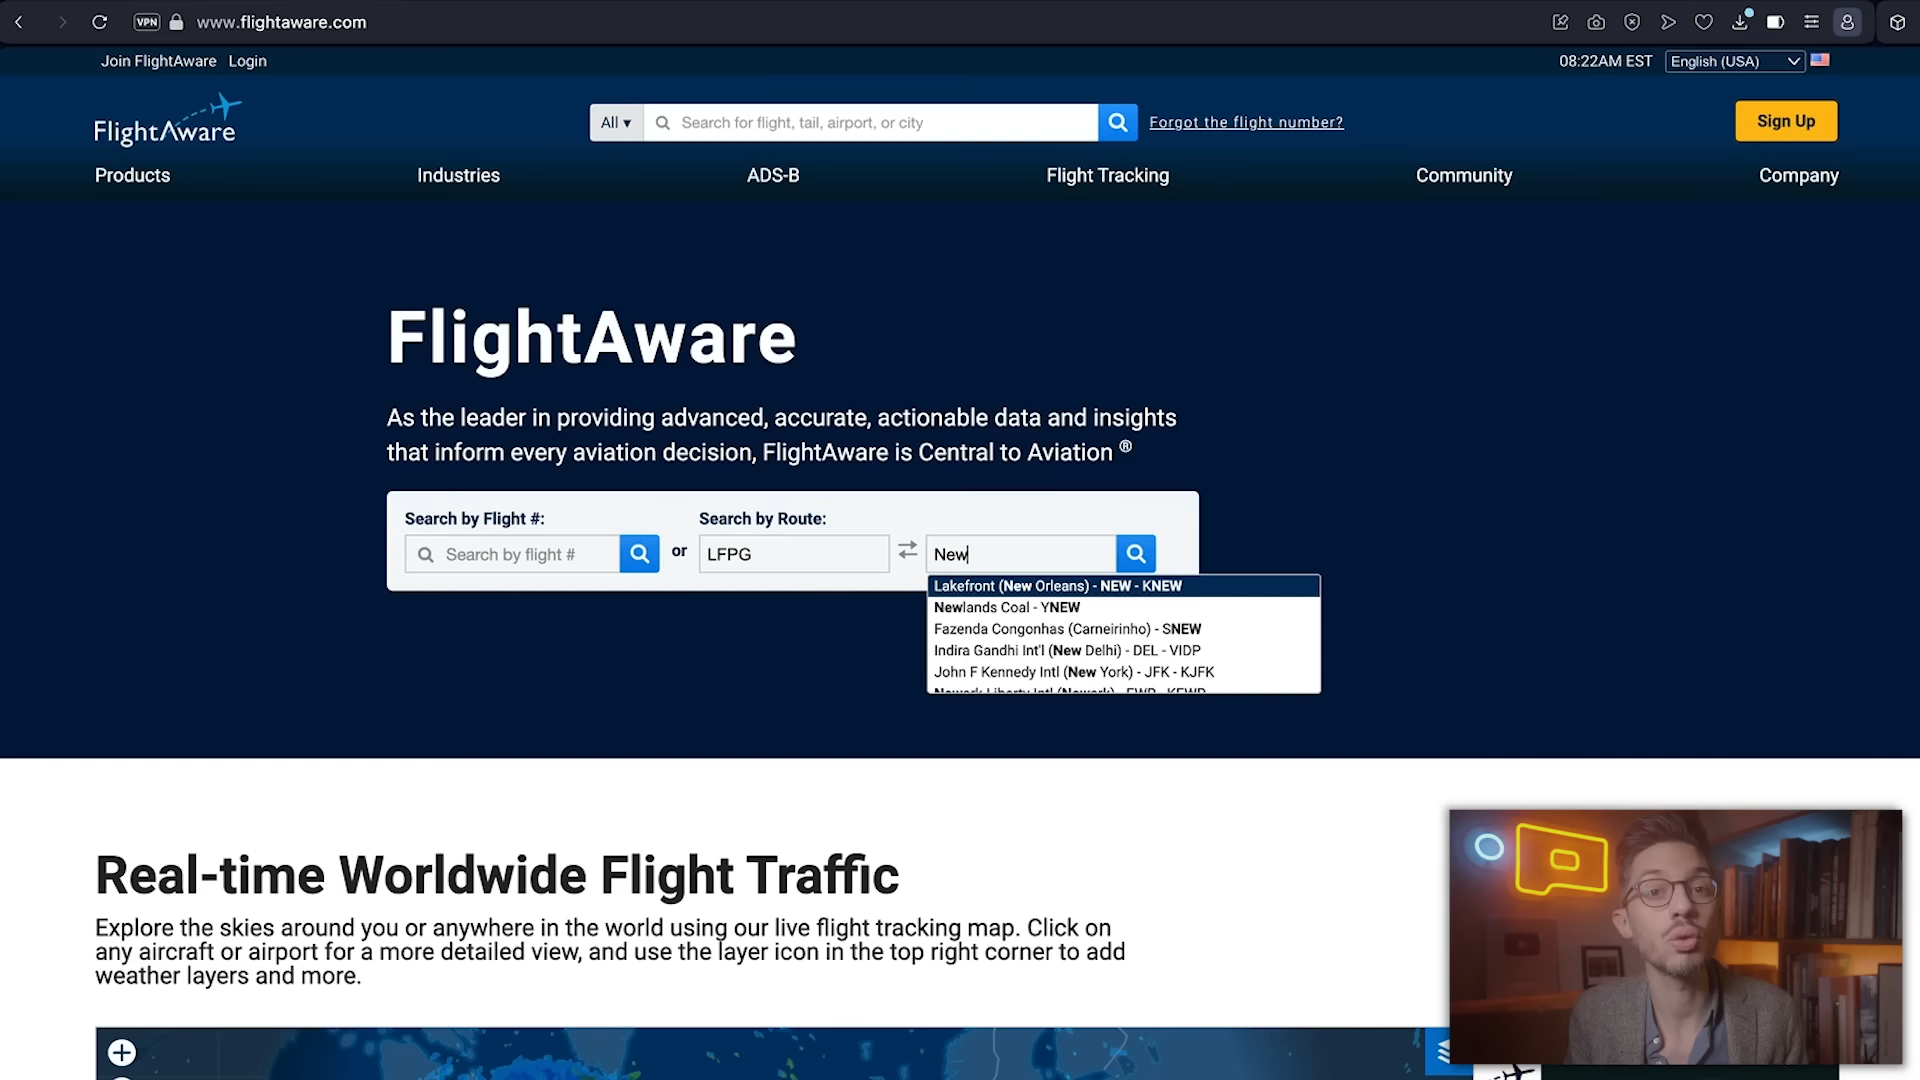 VPN
www.flightaware.com
Join FlightAware Login
08:22AM EST
English (USA)
FlightAware
All ▾
Search for flight, tail, airport, or city
Forgot the flight number?
Sign Up
Products
Industries
ADS-B
Flight Tracking
Community
Company
FlightAware
As the leader in providing advanced, accurate, actionable data and insights
that inform every aviation decision, FlightAware is Central to Aviation ®
Search by Flight #:
Search by Route:
Search by flight #
or
LFPG
New
Lakefront (New Orleans) - NEW - KNEW
Newlands Coal - YNEW
Fazenda Congonhas (Carneirinho) - SNEW
Indira Gandhi Int'l (New Delhi) - DEL - VIDP
John F Kennedy Intl (New York) - JFK - KJFK
Newark Liberty Intl (Newark) - EWR - KEWR
Real-time Worldwide Flight Traffic
Explore the skies around you or anywhere in the world using our live flight tracking map. Click on
any aircraft or airport for a more detailed view, and use the layer icon in the top right corner to add
weather layers and more.